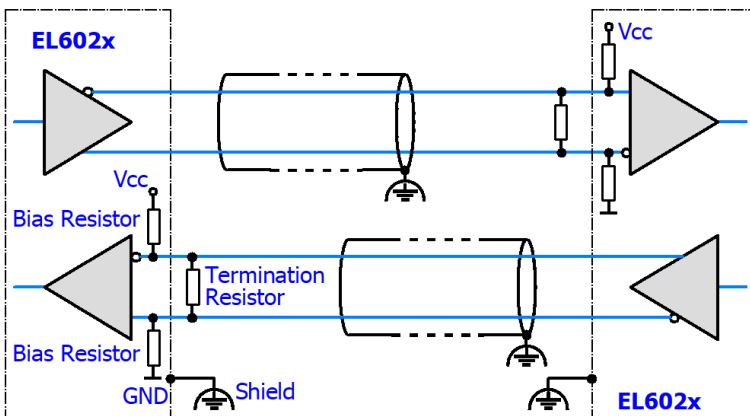 EL602x
Vcc
Vcc
Bias Resistor
Termination
Resistor
Bias Resistor
GND
Shield
EL602x